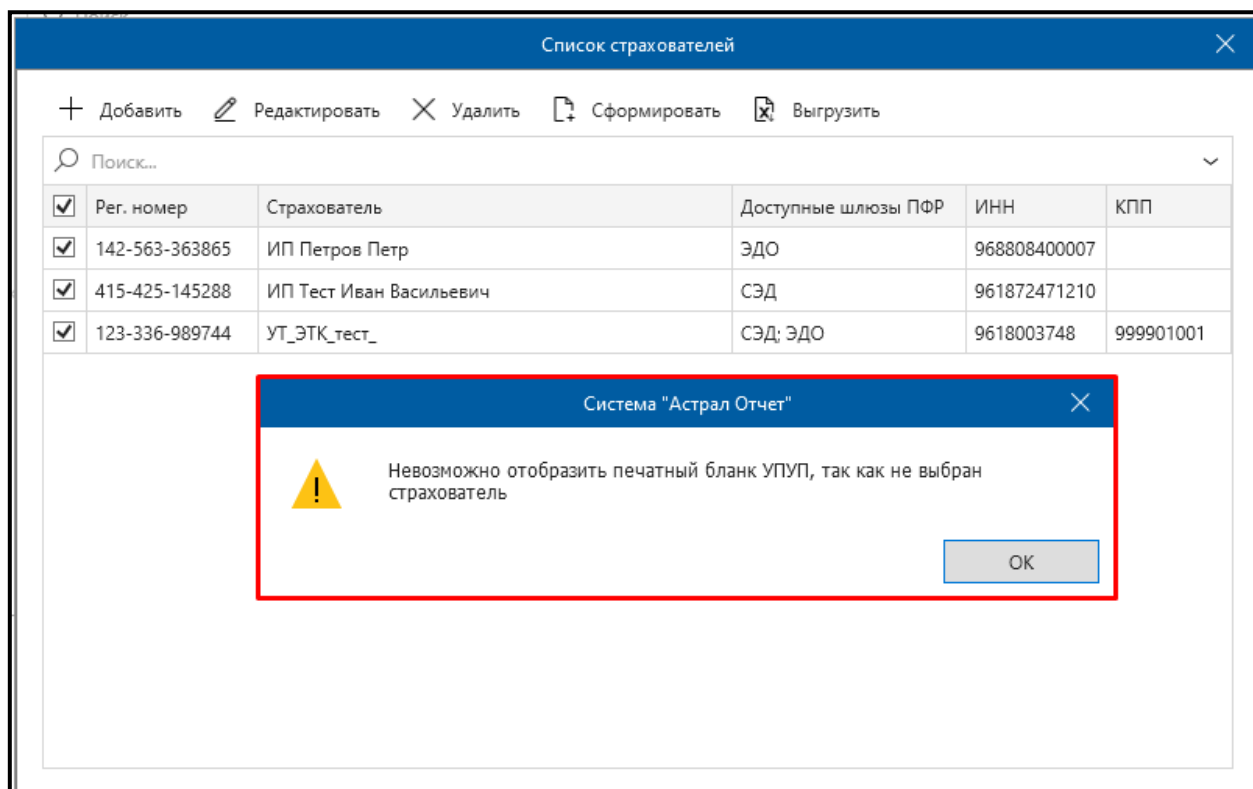 Список страхователей
Добавить Редактировать Удалить Сформировать Выгрузить
Поиск...
Рег. номер Страхователь Доступные шлюзы ПФР ИНН КПП
142-563-363865 ИП Петров Петр ЭДО 968808400007
415-425-145288 ИП Тест Иван Васильевич СЭД 961872471210
123-336-989744 УТ_ЭТК_тест_ СЭД; ЭДО 9618003748 999901001
Система "Астрал Отчет"
Невозможно отобразить печатный бланк УПУП, так как не выбран
страхователь
ОК